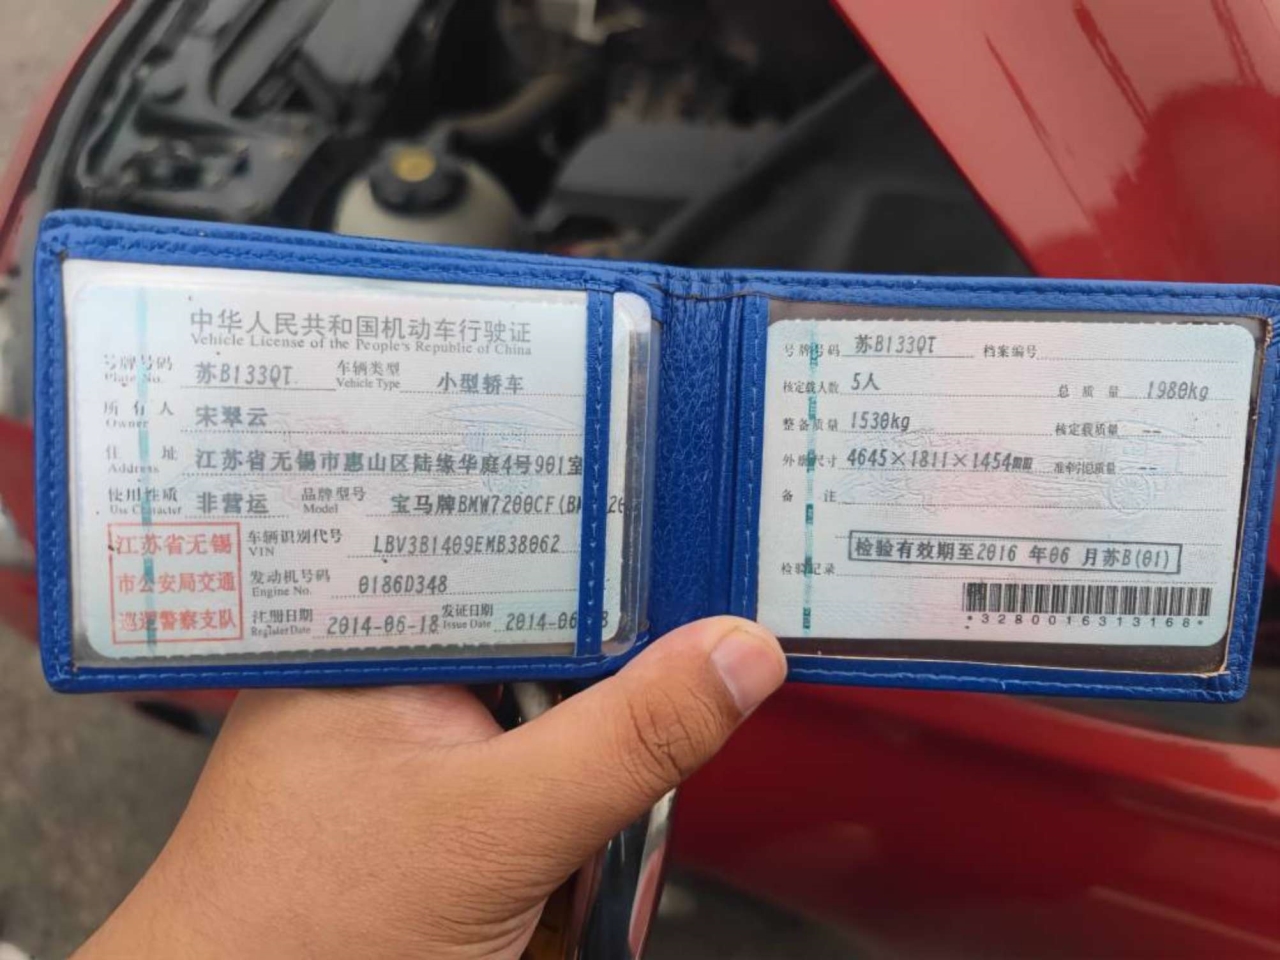 中华人民共和国机动车行驶证
Vehicle License of the People's Republic of China
号牌号码 苏B133QT 车辆类型 小型轿车
Plate No. Vehicle Type
所有人 宋翠云
Owner
住址 江苏省无锡市惠山区陆缘华庭4号901室
Address
使用性质 非营运 品牌型号 宝马牌BMW7200CF(BM
Use Character Model
江苏省无锡
市公安局交通
巡逻警察支队
车辆识别代号 LBV3B1409EMB38062
VIN
发动机号码 0186D348
Engine No.
注册日期 2014-06-18 发证日期 2014-06
Register Date Issue Date
号牌号码 苏B133QT 档案编号
核定载人数 5人 总质量 1980kg
整备质量 1530kg 核定载质量 --
外廓尺寸 4645×1811×1454mm 准牵引总质量 --
备注
检验有效期至2016 年06 月苏B(01)
检验记录
*3280016313168*